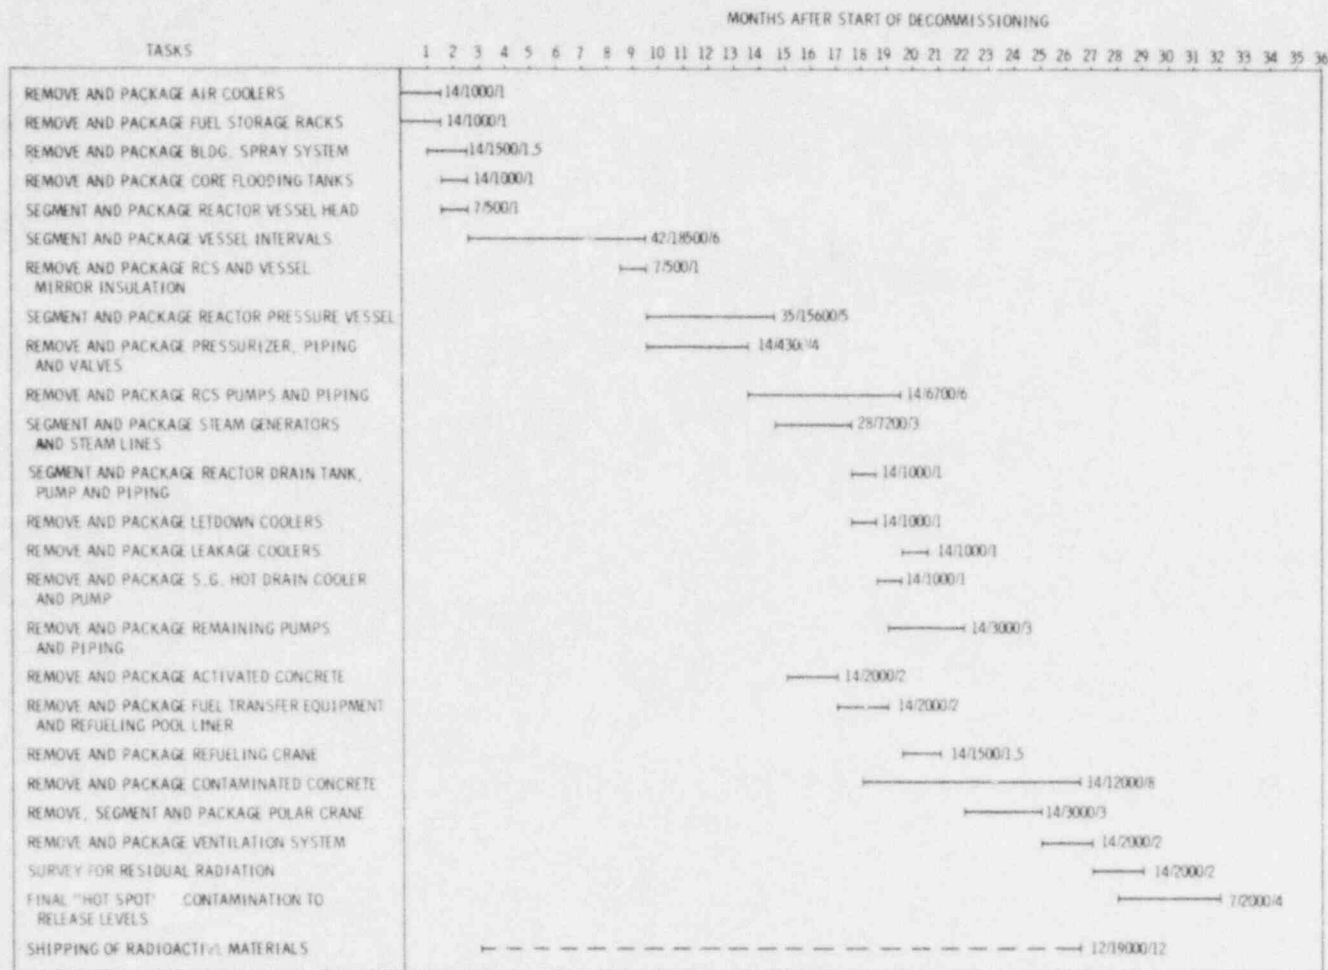 MONTHS AFTER START OF DECOMMISSIONING
TASKS 1 2 3 4 5 6 7 8 9 10 11 12 13 14 16 17 18 19 20 21 22 23 24 25 26 27 28 29 30 31 32 33 34 35 36
REMOVE AND PACKAGE AIR COOLERS 14/1000/1
REMOVE AND PACKAGE FUEL STORAGE RACKS 14/1000/1
REMOVE AND PACKAGE BLDG. SPRAY SYSTEM 14/1500/1.5
REMOVE AND PACKAGE CORE FLOODING TANKS 14/1000/1
SEGMENT AND PACKAGE REACTOR VESSEL HEAD 7/500/1
SEGMENT AND PACKAGE VESSEL INTERVALS 42/18500/6
REMOVE AND PACKAGE RCS AND VESSEL 7/500/1
MIRROR INSULATION
SEGMENT AND PACKAGE REACTOR PRESSURE VESSEL 35/15600/5
REMOVE AND PACKAGE PRESSURIZER, PIPING
AND VALVES
REMOVE AND PACKAGE RCS PUMPS AND PIPING 14/6700/6
SEGMENT AND PACKAGE STEAM GENERATORS 28/7200/3
AND STEAM LINES
SEGMENT AND PACKAGE REACTOR DRAIN TANK, 14/1000/1
PUMP AND PIPING
REMOVE AND PACKAGE LETDOWN COOLERS 14/1000/1
REMOVE AND PACKAGE LEAKAGE COOLERS 14/1000/1
REMOVE AND PACKAGE S.G. HOT DRAIN COOLER 14/1000/1
AND PUMP
REMOVE AND PACKAGE REMAINING PUMPS 14/3000/3
AND PIPING
REMOVE AND PACKAGE ACTIVATED CONCRETE 14/2000/2
REMOVE AND PACKAGE FUEL TRANSFER EQUIPMENT 14/2000/2
AND REFUELING POOL LINER
REMOVE AND PACKAGE REFUELING CRANE 14/1500/1.5
REMOVE AND PACKAGE CONTAMINATED CONCRETE 14/12000/8
REMOVE, SEGMENT AND PACKAGE POLAR CRANE 14/3000/3
REMOVE AND PACKAGE VENTILATION SYSTEM 14/2000/2
SURVEY FOR RESIDUAL RADIATION 14/2000/2
FINAL "HOT SPOT" CONTAMINATION TO 7/2000/4
RELEASE LEVELS
SHIPPING OF RADIOACTIVE MATERIALS 12/19000/12